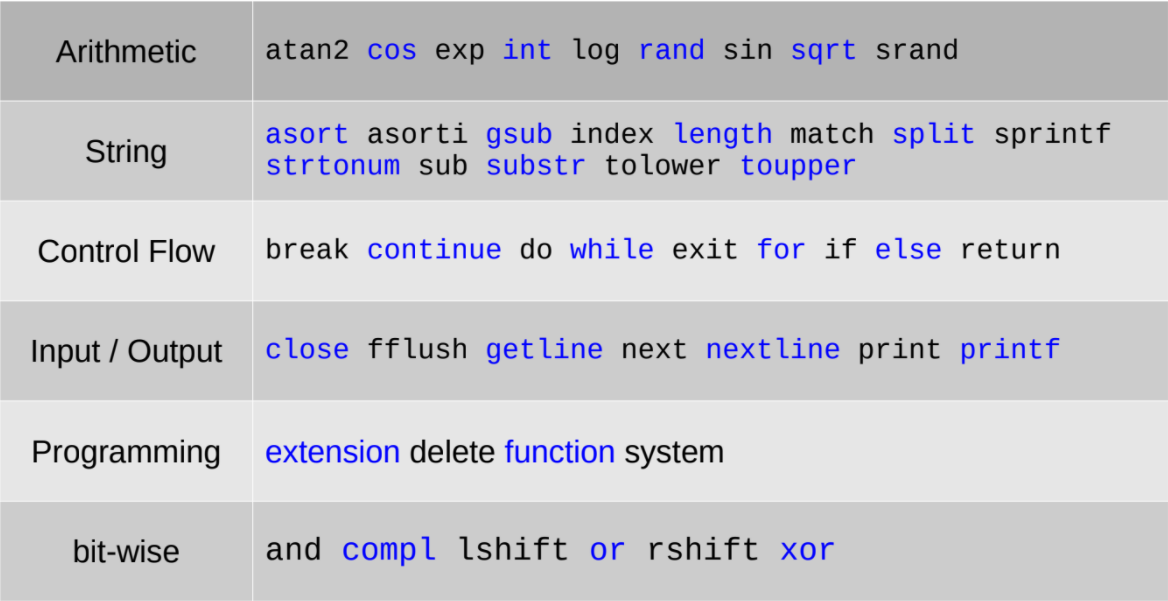 Arithmetic atan2 cos exp int log rand sin sqrt srand
String asort asorti gsub index length match split sprintf
strtonum sub substr tolower toupper
Control Flow break continue do while exit for if else return
Input / Output close fflush getline next nextline print printf
Programming extension delete function system
bit-wise and compl lshift or rshift xor